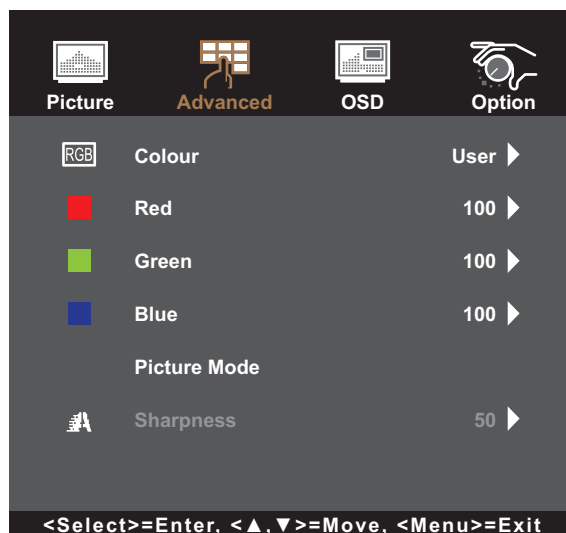 Picture Advanced OSD Option
RGB Colour User
Red 100
Green 100
Blue 100
Picture Mode
Sharpness 50
<Select>=Enter, <▲,▼>=Move, <Menu>=Exit